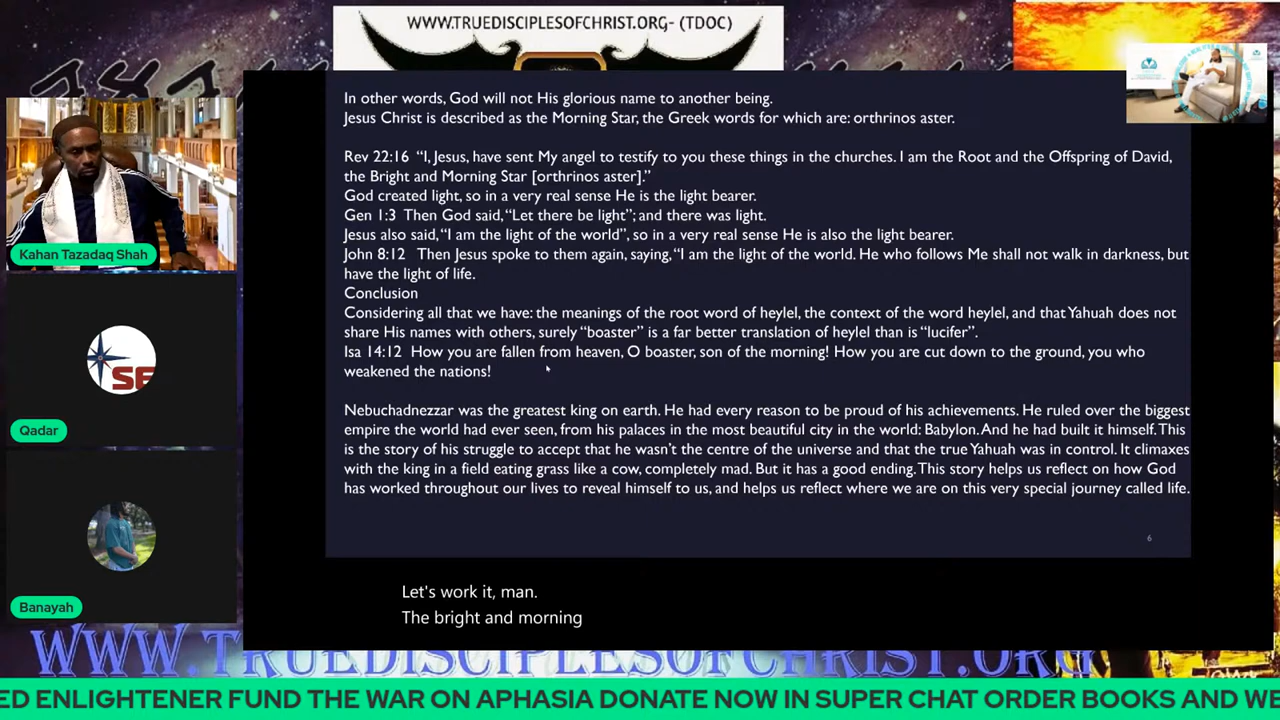 WWW.TRUEDISCIPLESOFCHRIST.ORG- (TDOC)
In other words, God will not His glorious name to another being.
Jesus Christ is described as the Morning Star, the Greek words for which are: orthrinos aster.
Rev 22:16 “I, Jesus, have sent My angel to testify to you these things in the churches. I am the Root and the Offspring of David,
the Bright and Morning Star [orthrinos aster].”
God created light, so in a very real sense He is the light bearer.
Gen 1:3 Then God said, “Let there be light”; and there was light.
Jesus also said, “I am the light of the world”, so in a very real sense He is also the light bearer.
John 8:12 Then Jesus spoke to them again, saying, “I am the light of the world. He who follows Me shall not walk in darkness, but
have the light of life.
Conclusion
Considering all that we have: the meanings of the root word of heylel, the context of the word heylel, and that Yahuah does not
share His names with others, surely “boaster” is a far better translation of heylel than is “lucifer”.
Isa 14:12 How you are fallen from heaven, O boaster, son of the morning! How you are cut down to the ground, you who
weakened the nations!
Nebuchadnezzar was the greatest king on earth. He had every reason to be proud of his achievements. He ruled over the biggest
empire the world had ever seen, from his palaces in the most beautiful city in the world: Babylon. And he had built it himself. This
is the story of his struggle to accept that he wasn’t the centre of the universe and that the true Yahuah was in control. It climaxes
with the king in a field eating grass like a cow, completely mad. But it has a good ending. This story helps us reflect on how God
has worked throughout our lives to reveal himself to us, and helps us reflect where we are on this very special journey called life.
6
Kahan Tazadaq Shah
SE
Qadar
Banayah
Let's work it, man.
The bright and morning
WWW.TRUEDISCIPLESOFCHRIST.ORG
ED ENLIGHTENER FUND THE WAR ON APHASIA DONATE NOW IN SUPER CHAT ORDER BOOKS AND WE